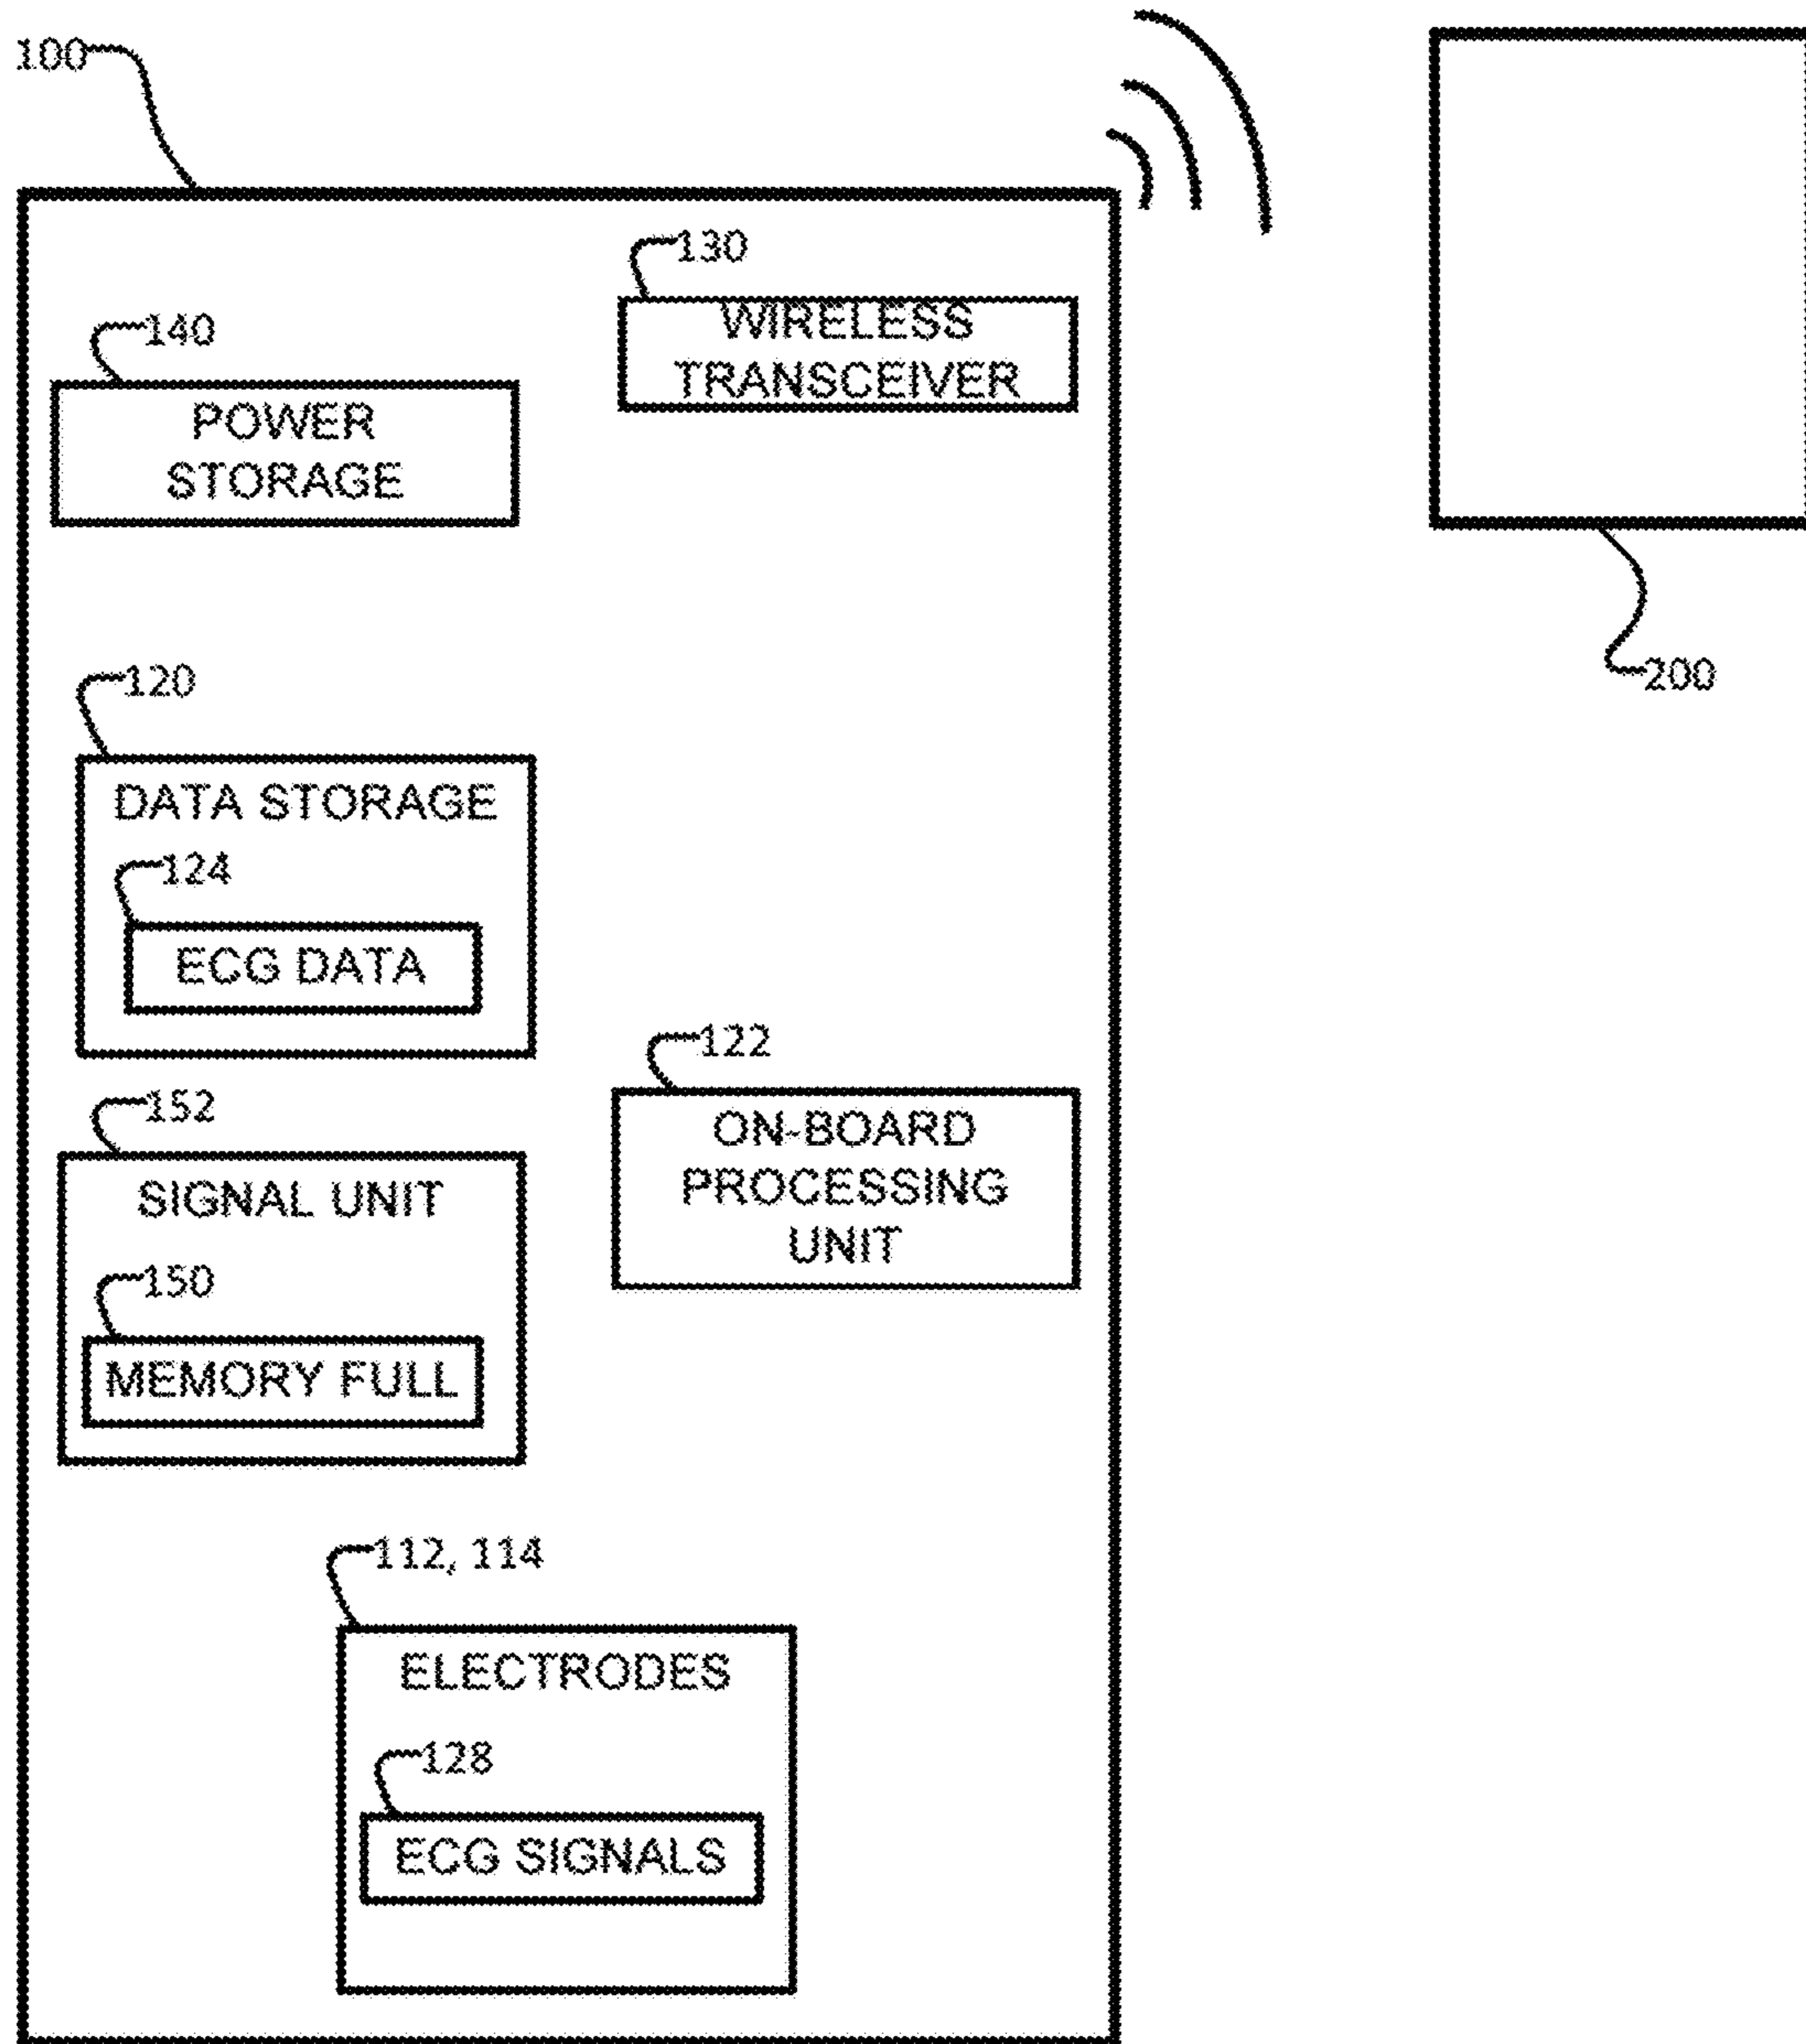 100
130
WIRELESS
TRANSCEIVER
140
POWER
STORAGE
200
120
DATA STORAGE
124
ECG DATA
122
ON-BOARD
PROCESSING
UNIT
152
SIGNAL UNIT
150
MEMORY FULL
112, 114
ELECTRODES
128
ECG SIGNALS